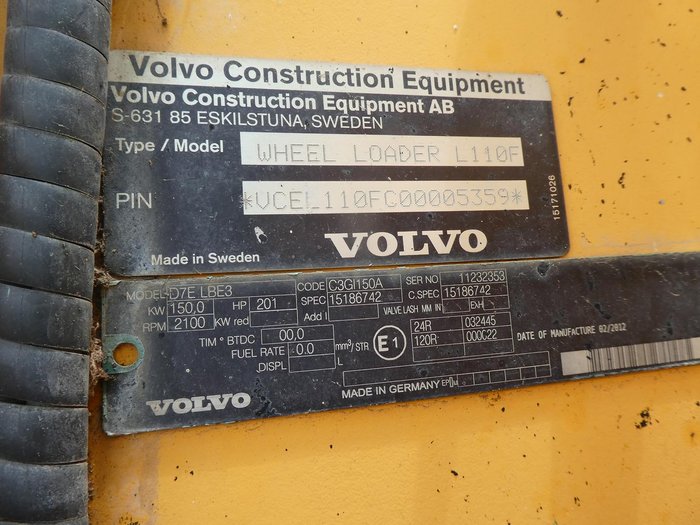 Volvo Construction Equipment
Volvo Construction Equipment AB
S-631 85 ESKILSTUNA, SWEDEN
Type / Model WHEEL LOADER L110F
PIN *VCEL110FC00005359*
15171026
Made in Sweden VOLVO
MODEL D7E LBE3 CODE C3GI150A SER NO 11232353
KW 150,0 HP 201 SPEC 15186742 C.SPEC 15186742
RPM 2100 KW red Add I VALVE LASH MM IN EXH
TIM ° BTDC 00,0 24R 032445
FUEL RATE 0.0 mm³/STR. E1 120R 000C22 DATE OF MANUFACTURE 02/2012
DISPL L
VOLVO MADE IN GERMANY